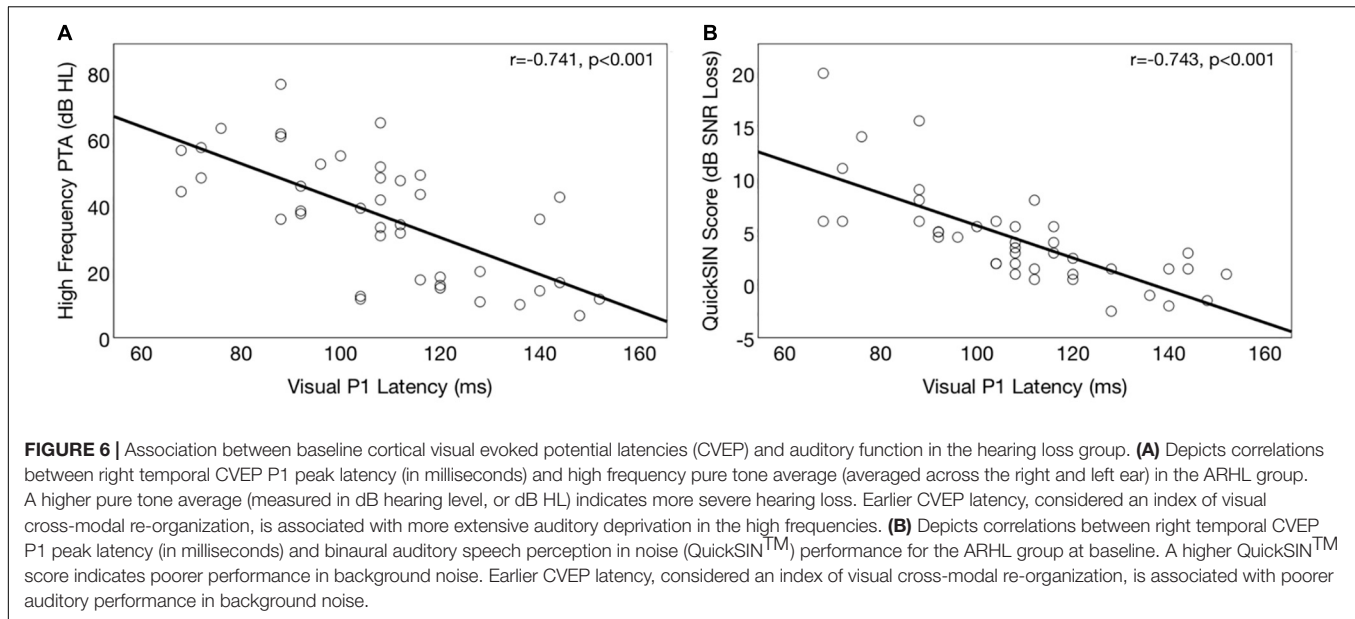 A
r=-0.741, p<0.001
High Frequency PTA (dB HL)
80
60
40
20
0
60 80 100 120 140 160
Visual P1 Latency (ms)
B
r=-0.743, p<0.001
QuickSIN Score (dB SNR Loss)
20
15
10
5
0
-5
60 80 100 120 140 160
Visual P1 Latency (ms)
FIGURE 6 | Association between baseline cortical visual evoked potential latencies (CVEP) and auditory function in the hearing loss group. (A) Depicts correlations
between right temporal CVEP P1 peak latency (in milliseconds) and high frequency pure tone average (averaged across the right and left ear) in the ARHL group.
A higher pure tone average (measured in dB hearing level, or dB HL) indicates more severe hearing loss. Earlier CVEP latency, considered an index of visual
cross-modal re-organization, is associated with more extensive auditory deprivation in the high frequencies. (B) Depicts correlations between right temporal CVEP
P1 peak latency (in milliseconds) and binaural auditory speech perception in noise (QuickSIN™) performance for the ARHL group at baseline. A higher QuickSIN™
score indicates poorer performance in background noise. Earlier CVEP latency, considered an index of visual cross-modal re-organization, is associated with poorer
auditory performance in background noise.